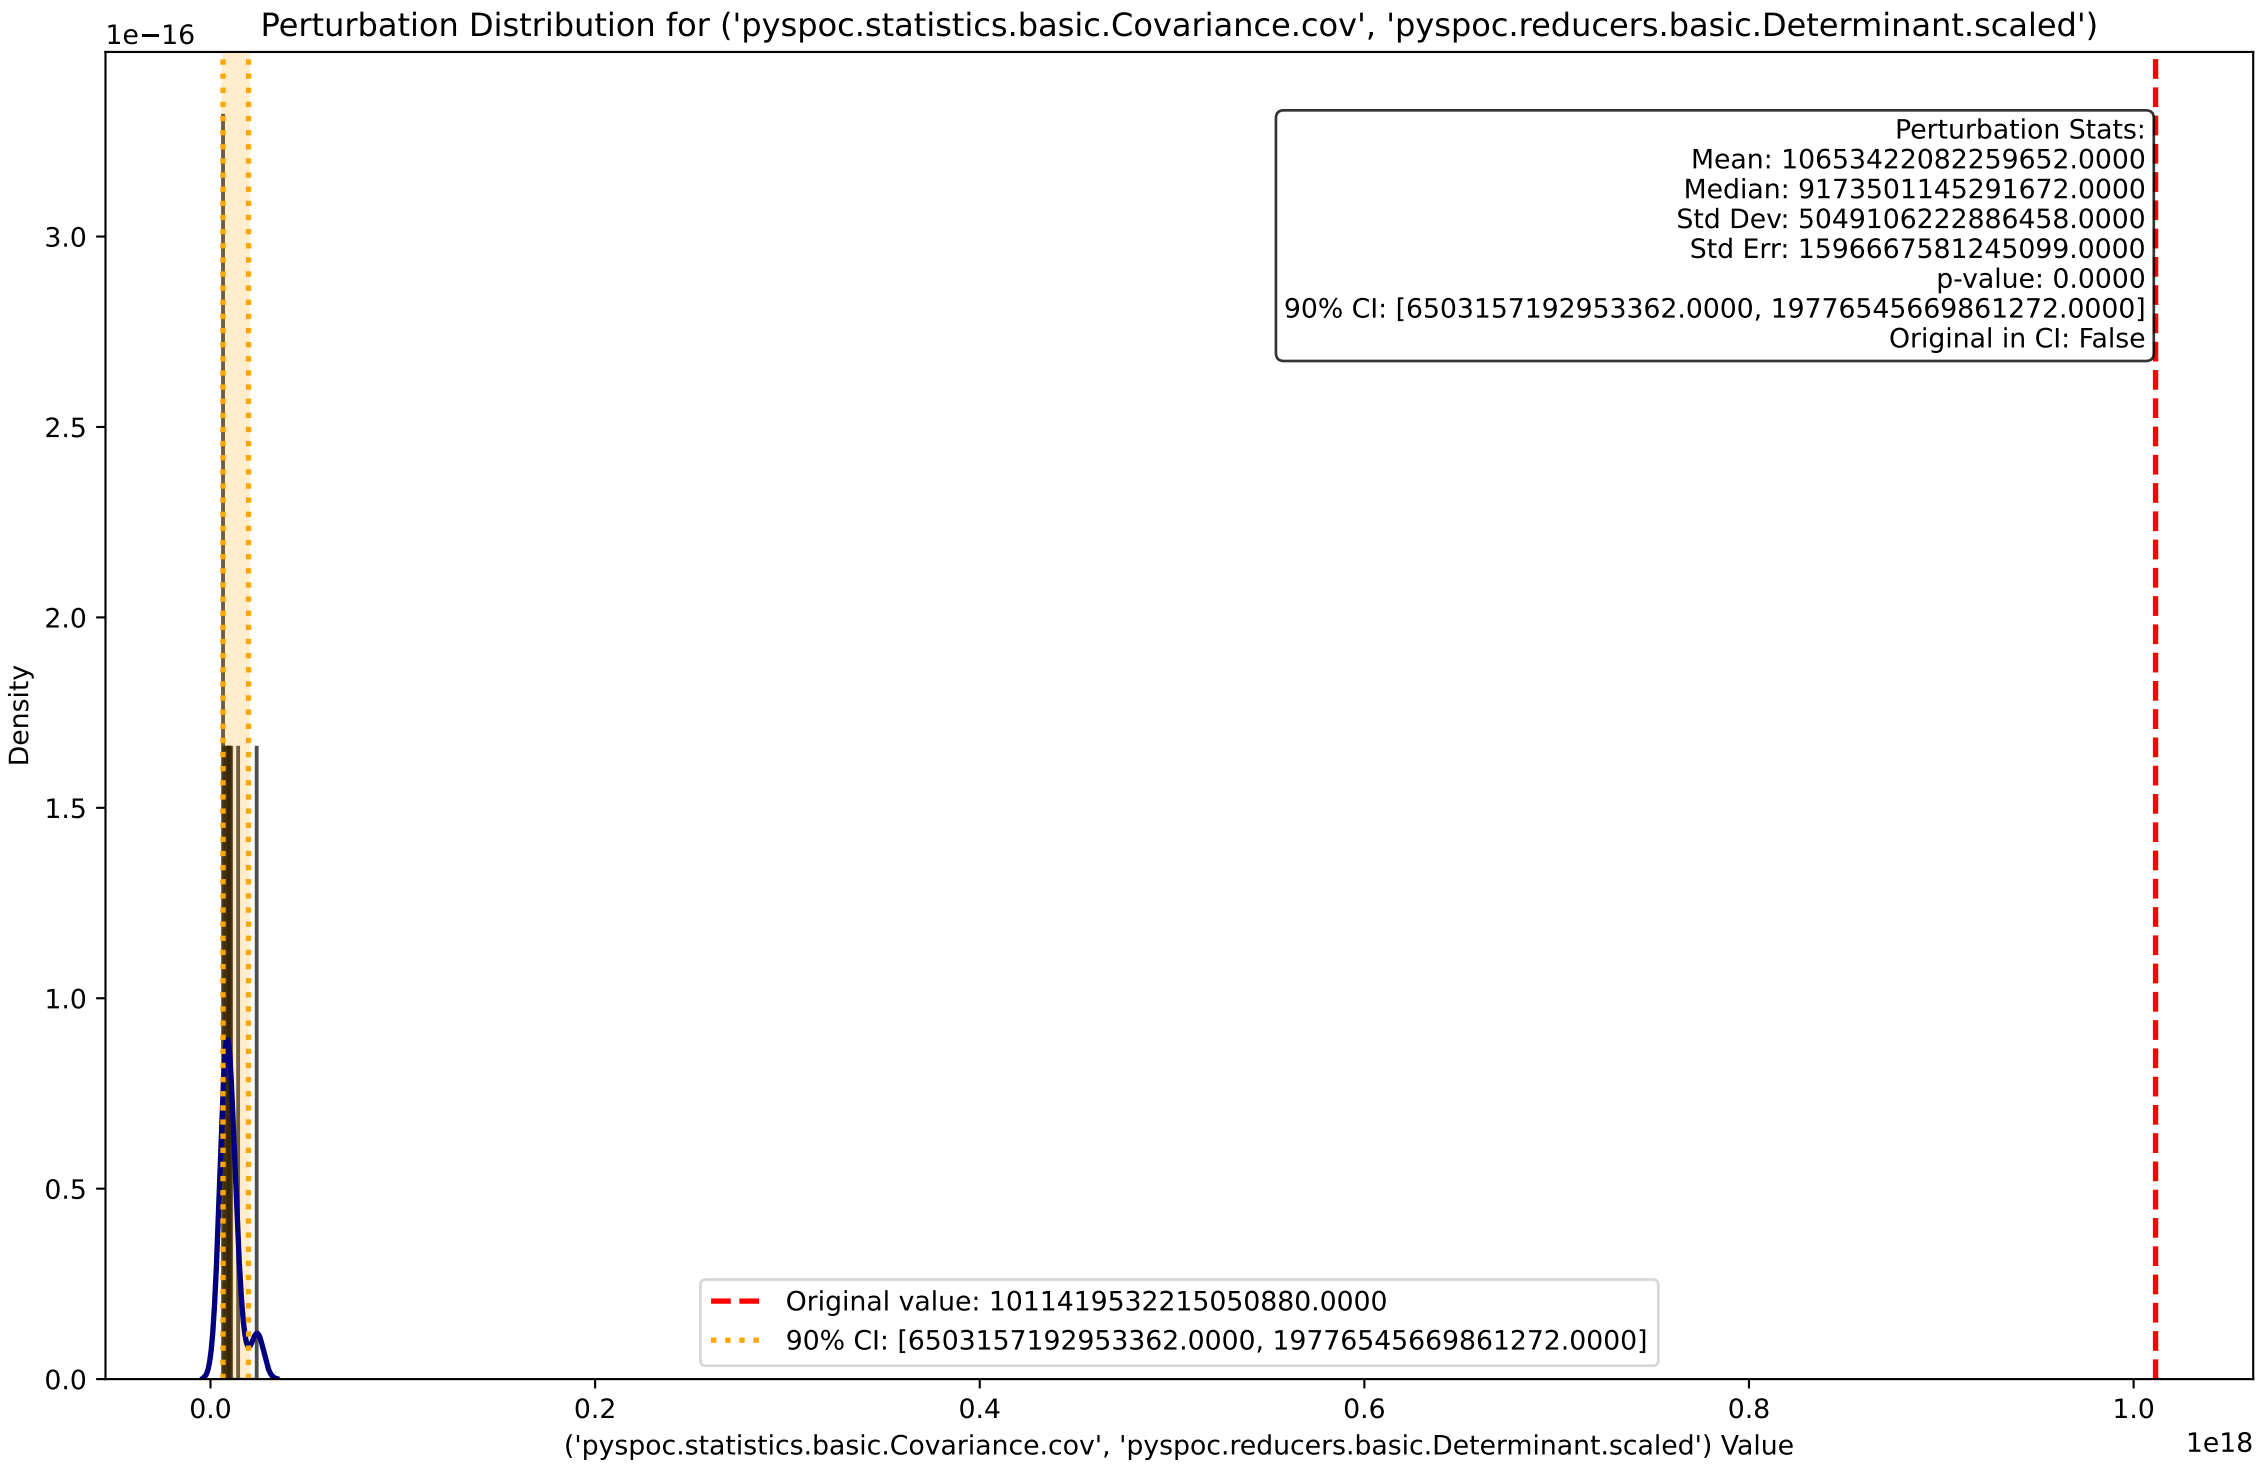 Perturbation Distribution for ('pyspoc.statistics.basic.Covariance.cov', 'pyspoc.reducers.basic.Determinant.scaled')
1e−16
Perturbation Stats:
Mean: 10653422082259652.0000
Median: 9173501145291672.0000
Std Dev: 5049106222886458.0000
Std Err: 1596667581245099.0000
p-value: 0.0000
90% CI: [6503157192953362.0000, 19776545669861272.0000]
Original in CI: False
3.0
2.5
2.0
1.5
1.0
0.5
0.0
Density
Original value: 1011419532215050880.0000
90% CI: [6503157192953362.0000, 19776545669861272.0000]
0.0 0.2 0.4 0.6 0.8 1.0
('pyspoc.statistics.basic.Covariance.cov', 'pyspoc.reducers.basic.Determinant.scaled') Value
1e18